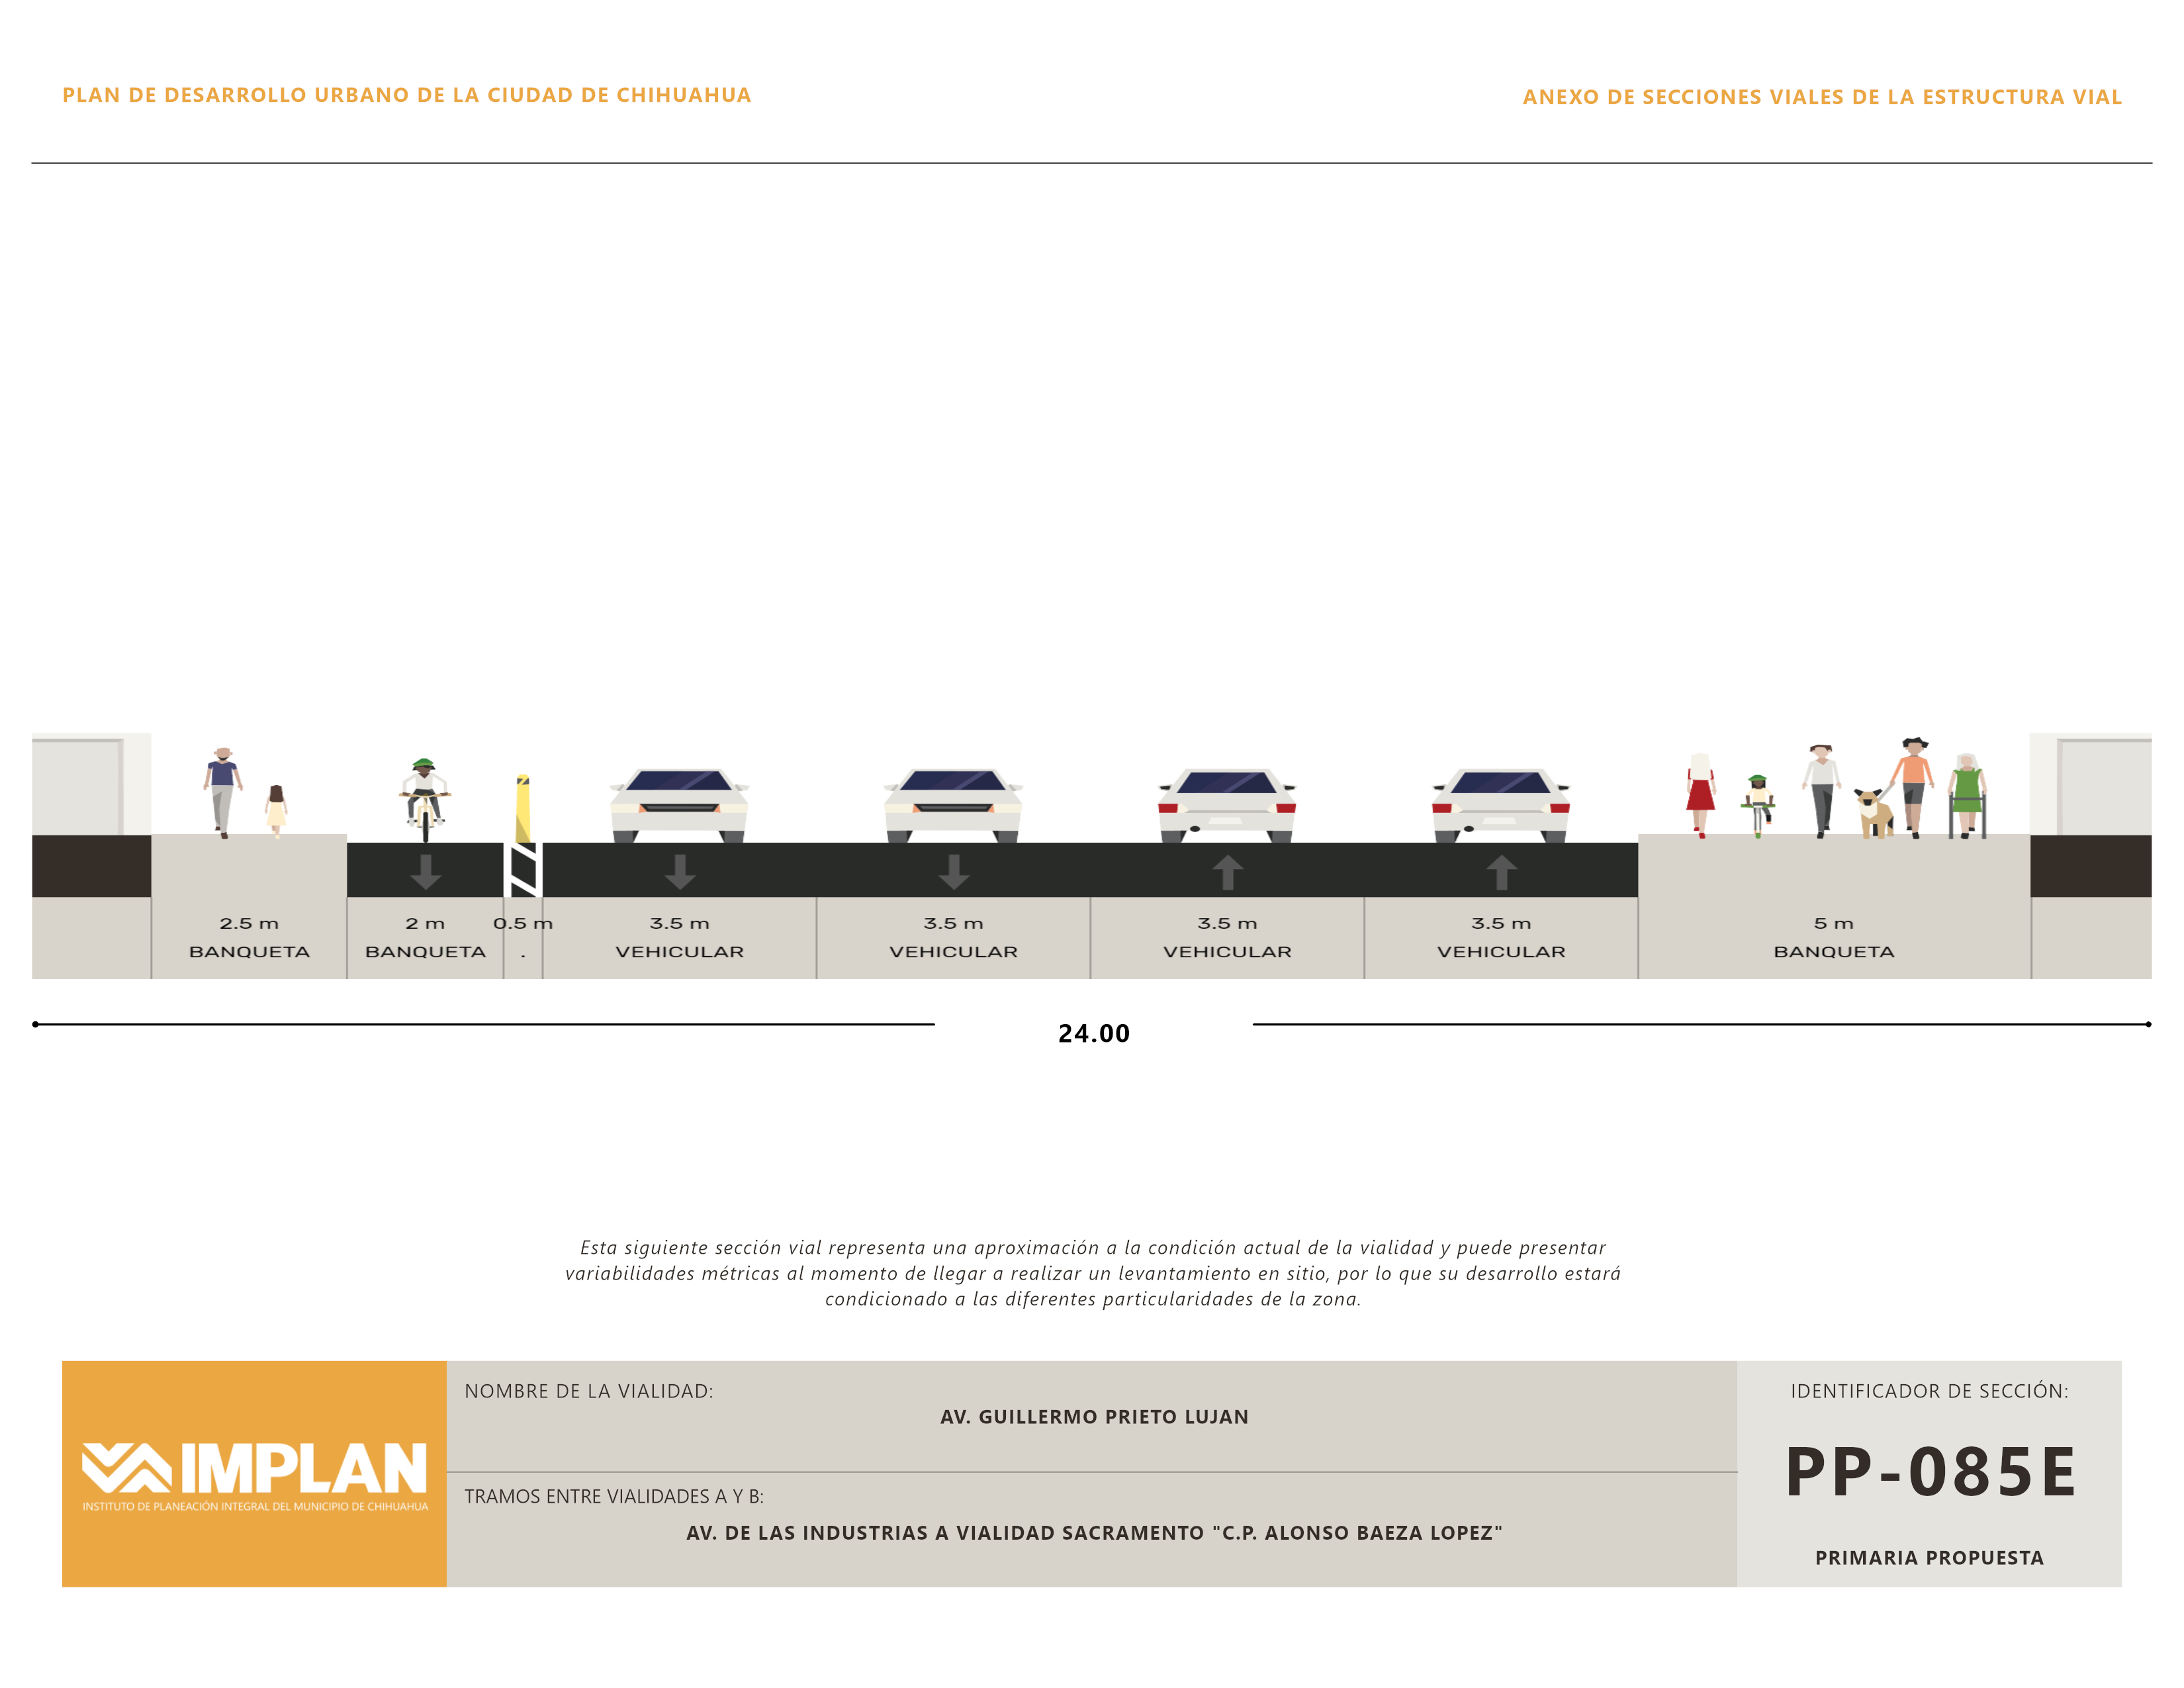 PLAN DE DESARROLLO URBANO DE LA CIUDAD DE CHIHUAHUA
ANEXO DE SECCIONES VIALES DE LA ESTRUCTURA VIAL
2.5 m
BANQUETA
2 m
BANQUETA
0.5 m
.
3.5 m
VEHICULAR
3.5 m
VEHICULAR
3.5 m
VEHICULAR
3.5 m
VEHICULAR
5 m
BANQUETA
24.00
Esta siguiente sección vial representa una aproximación a la condición actual de la vialidad y puede presentar
variabilidades métricas al momento de llegar a realizar un levantamiento en sitio, por lo que su desarrollo estará
condicionado a las diferentes particularidades de la zona.
IMPLAN
INSTITUTO DE PLANEACIÓN INTEGRAL DEL MUNICIPIO DE CHIHUAHUA
NOMBRE DE LA VIALIDAD:
AV. GUILLERMO PRIETO LUJAN
TRAMOS ENTRE VIALIDADES A Y B:
AV. DE LAS INDUSTRIAS A VIALIDAD SACRAMENTO "C.P. ALONSO BAEZA LOPEZ"
IDENTIFICADOR DE SECCIÓN:
PP-085E
PRIMARIA PROPUESTA